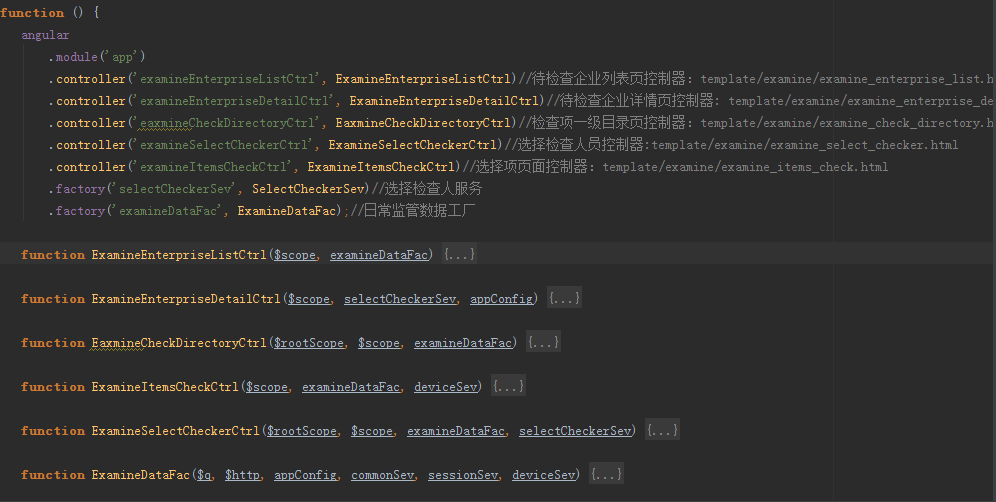 function () {
angular
.module('app')
.controller('examineEnterpriseListCtrl', ExamineEnterpriseListCtrl)//待检查企业列表页控制器: template/examine/examine_enterprise_list.h
.controller('examineEnterpriseDetailCtrl', ExamineEnterpriseDetailCtrl)//待检查企业详情页控制器: template/examine/examine_enterprise_de
.controller('eaxmineCheckDirectoryCtrl', EaxmineCheckDirectoryCtrl)//检查项一级目录页控制器: template/examine/examine_check_directory.h
.controller('examineSelectCheckerCtrl', ExamineSelectCheckerCtrl)//选择检查人员控制器:template/examine/examine_select_checker.html
.controller('examineItemsCheckCtrl', ExamineItemsCheckCtrl)//选择项页面控制器: template/examine/examine_items_check.html
.factory('selectCheckerSev', SelectCheckerSev)//选择检查人服务
.factory('examineDataFac', ExamineDataFac);//日常监管数据工厂
function ExamineEnterpriseListCtrl($scope, examineDataFac) {...}
function ExamineEnterpriseDetailCtrl($scope, selectCheckerSev, appConfig) {...}
function EaxmineCheckDirectoryCtrl($rootScope, $scope, examineDataFac) {...}
function ExamineItemsCheckCtrl($scope, examineDataFac, deviceSev) {...}
function ExamineSelectCheckerCtrl($rootScope, $scope, examineDataFac, selectCheckerSev) {...}
function ExamineDataFac($q, $http, appConfig, commonSev, sessionSev, deviceSev) {...}